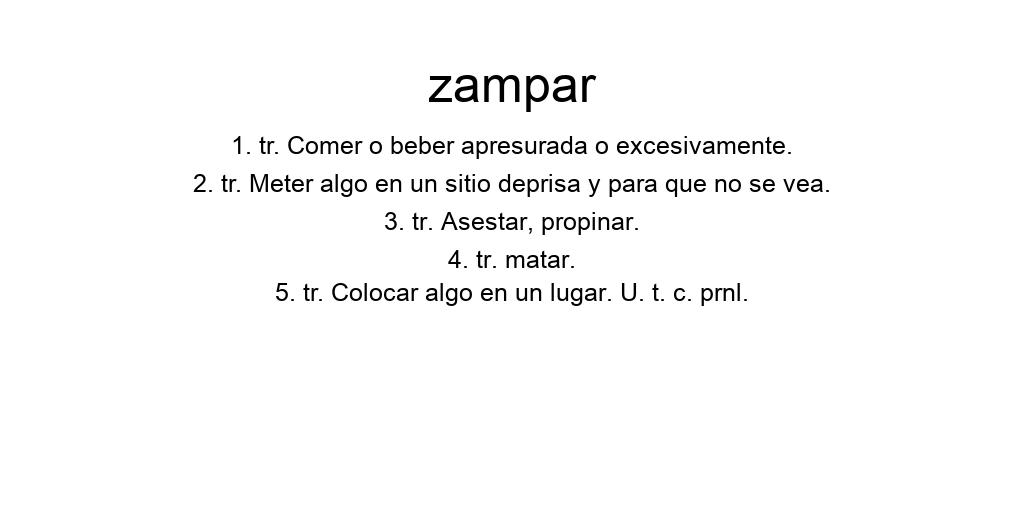 zampar
1. tr. Comer o beber apresurada o excesivamente.
2. tr. Meter algo en un sitio deprisa y para que no se vea.
3. tr. Asestar, propinar.
4. tr. matar.
5. tr. Colocar algo en un lugar. U. t. c. prnl.